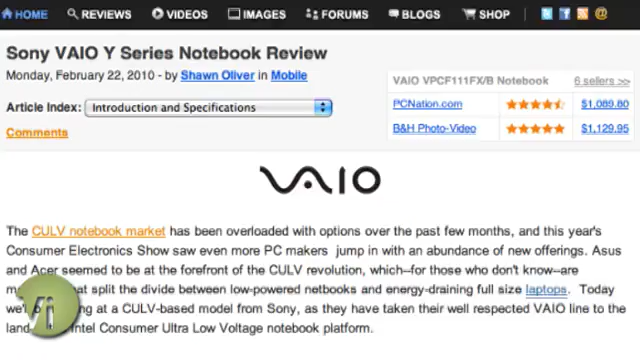 HOME REVIEWS VIDEOS IMAGES FORUMS BLOGS SHOP
Sony VAIO Y Series Notebook Review
Monday, February 22, 2010 - by Shawn Oliver in Mobile
VAIO VPCF111FX/B Notebook 6 sellers >>
Article Index: Introduction and Specifications
PCNation.com $1,089.80
Comments
B&H Photo-Video $1,129.95
VAIO
The CULV notebook market has been overloaded with options over the past few months, and this year's
Consumer Electronics Show saw even more PC makers jump in with an abundance of new offerings. Asus
and Acer seemed to be at the forefront of the CULV revolution, which--for those who don't know--are
split the divide between low-powered netbooks and energy-draining full size laptops. Today
at a CULV-based model from Sony, as they have taken their well respected VAIO line to the
Intel Consumer Ultra Low Voltage notebook platform.
Vi